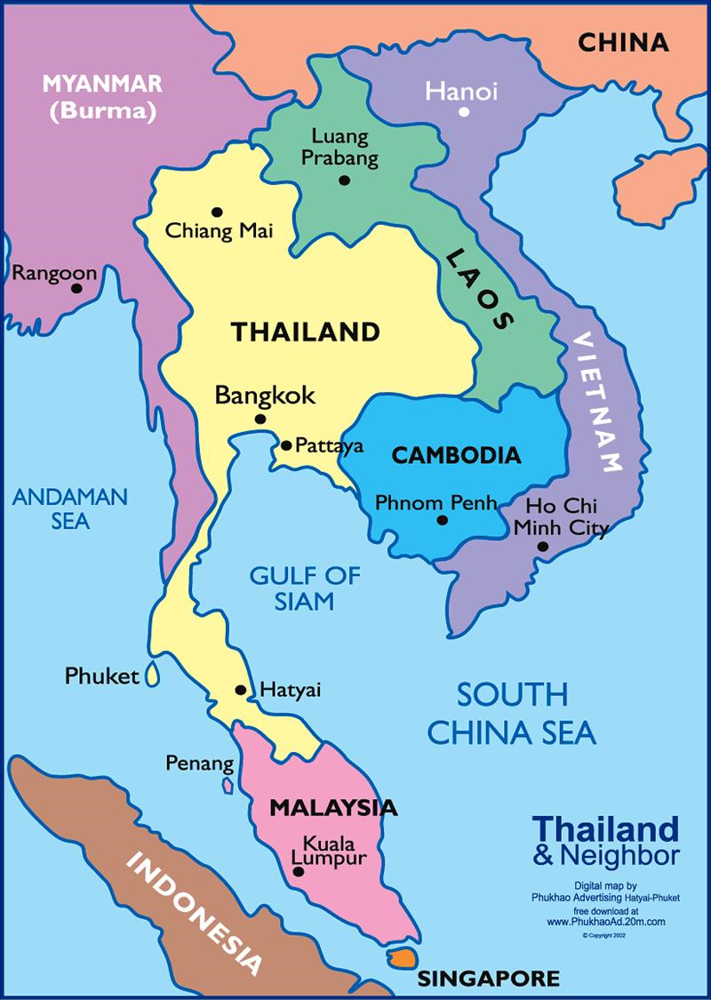 CHINA
MYANMAR
(Burma)
Hanoi
Luang
Prabang
Chiang Mai
Rangoon
LAOS
THAILAND
VIETNAM
Bangkok
Pattaya
CAMBODIA
ANDAMAN
SEA
Phnom Penh
Ho Chi
Minh City
GULF OF
SIAM
Phuket
Hatyai
SOUTH
CHINA SEA
Penang
MALAYSIA
Kuala
Lumpur
INDONESIA
SINGAPORE
Thailand
& Neighbor
Digital map by
Phukhao Advertising Hatyai-Phuket
free download at
www.PhukhaoAd.20m.com
© Copyright 2002